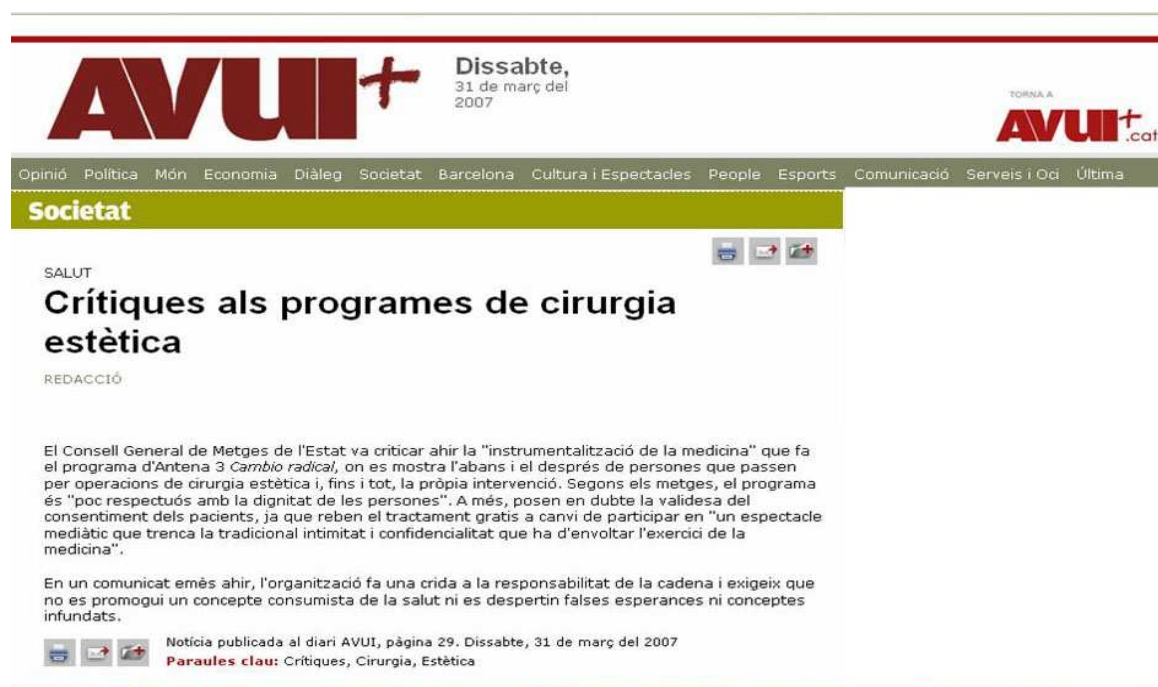 AVUI+
Dissabte,
31 de març del
2007
TORNA A
AVUI+.cat
Opinió Política Món Economia Diàleg Societat Barcelona Cultura i Espectacles People Esports Comunicació Serveis i Oci Última
Societat
SALUT
Crítiques als programes de cirurgia
estètica
REDACCIÓ
El Consell General de Metges de l'Estat va criticar ahir la "instrumentalització de la medicina" que fa
el programa d'Antena 3 Cambio radical, on es mostra l'abans i el després de persones que passen
per operacions de cirurgia estètica i, fins i tot, la pròpia intervenció. Segons els metges, el programa
és "poc respectuós amb la dignitat de les persones". A més, posen en dubte la validesa del
consentiment dels pacients, ja que reben el tractament gratis a canvi de participar en "un espectacle
mediàtic que trenca la tradicional intimitat i confidencialitat que ha d'envoltar l'exercici de la
medicina".
En un comunicat emès ahir, l'organització fa una crida a la responsabilitat de la cadena i exigeix que
no es promogui un concepte consumista de la salut ni es despertin falses esperances ni conceptes
infundats.
Notícia publicada al diari AVUI, pàgina 29. Dissabte, 31 de març del 2007
Paraules clau: Crítiques, Cirurgia, Estètica